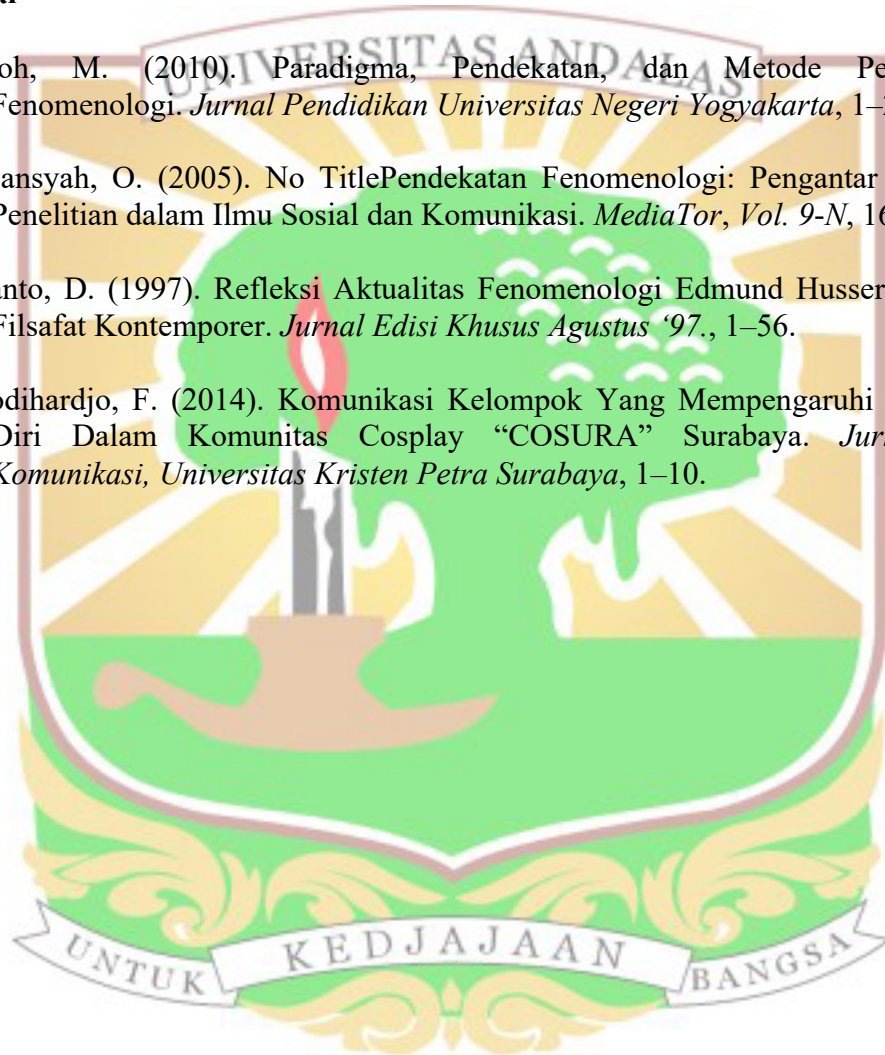 UNIVERSITAS ANDALAS
oh, M. (2010). Paradigma, Pendekatan, dan Metode Pe
Fenomenologi. Jurnal Pendidikan Universitas Negeri Yogyakarta, 1–
ansyah, O. (2005). No TitlePendekatan Fenomenologi: Pengantar
Penelitian dalam Ilmu Sosial dan Komunikasi. MediaTor, Vol. 9-N, 16
anto, D. (1997). Refleksi Aktualitas Fenomenologi Edmund Husser
Filsafat Kontemporer. Jurnal Edisi Khusus Agustus ‘97., 1–56.
odihardjo, F. (2014). Komunikasi Kelompok Yang Mempengaruhi
Diri Dalam Komunitas Cosplay “COSURA” Surabaya. Jur
Komunikasi, Universitas Kristen Petra Surabaya, 1–10.
UNTUK KEDJAJAAN BANGSA